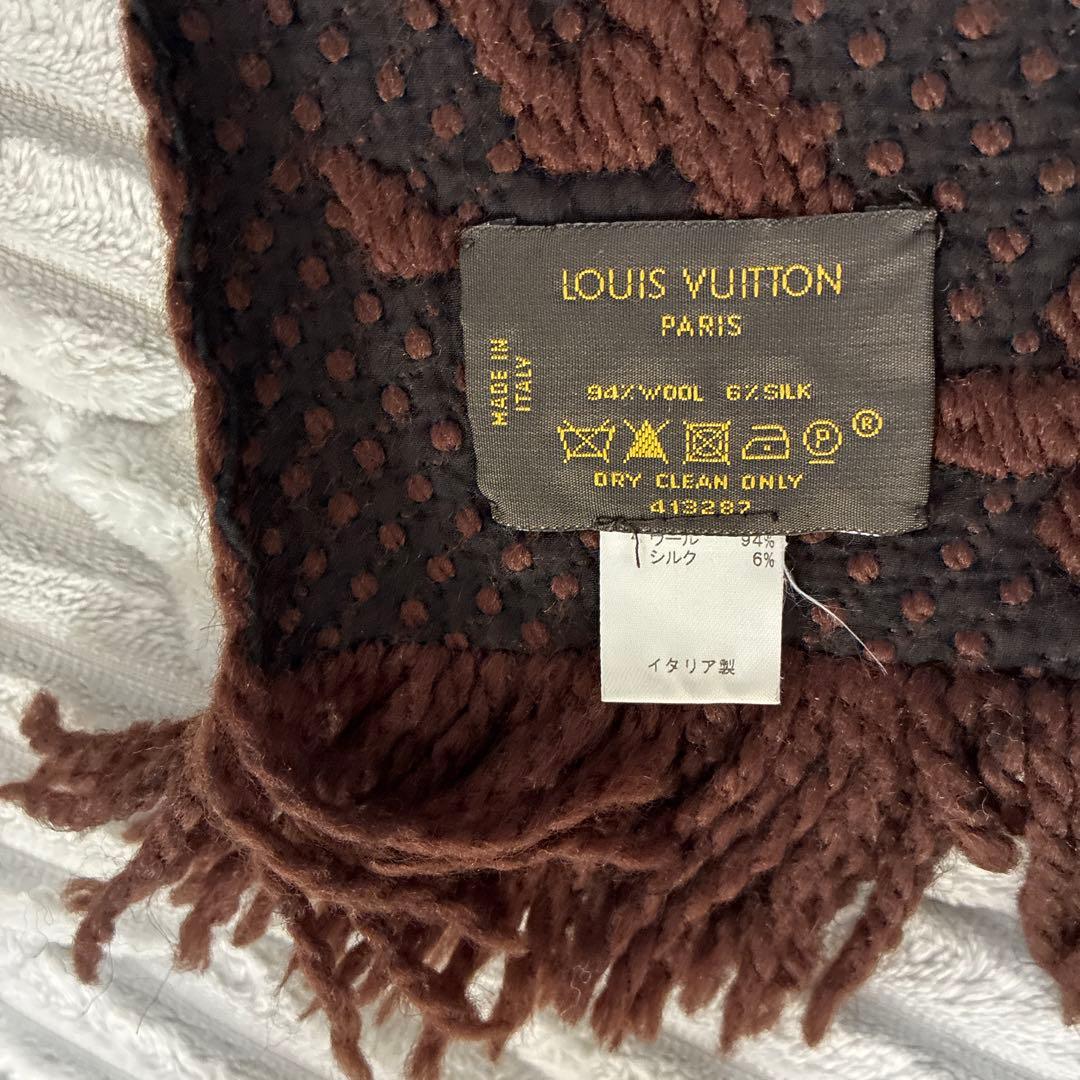 LOUIS VUITTON
PARIS
MADE IN
ITALY
94% WOOL 6% SILK
P ®
DRY CLEAN ONLY
413287
ウール 94%
シルク 6%
イタリア製